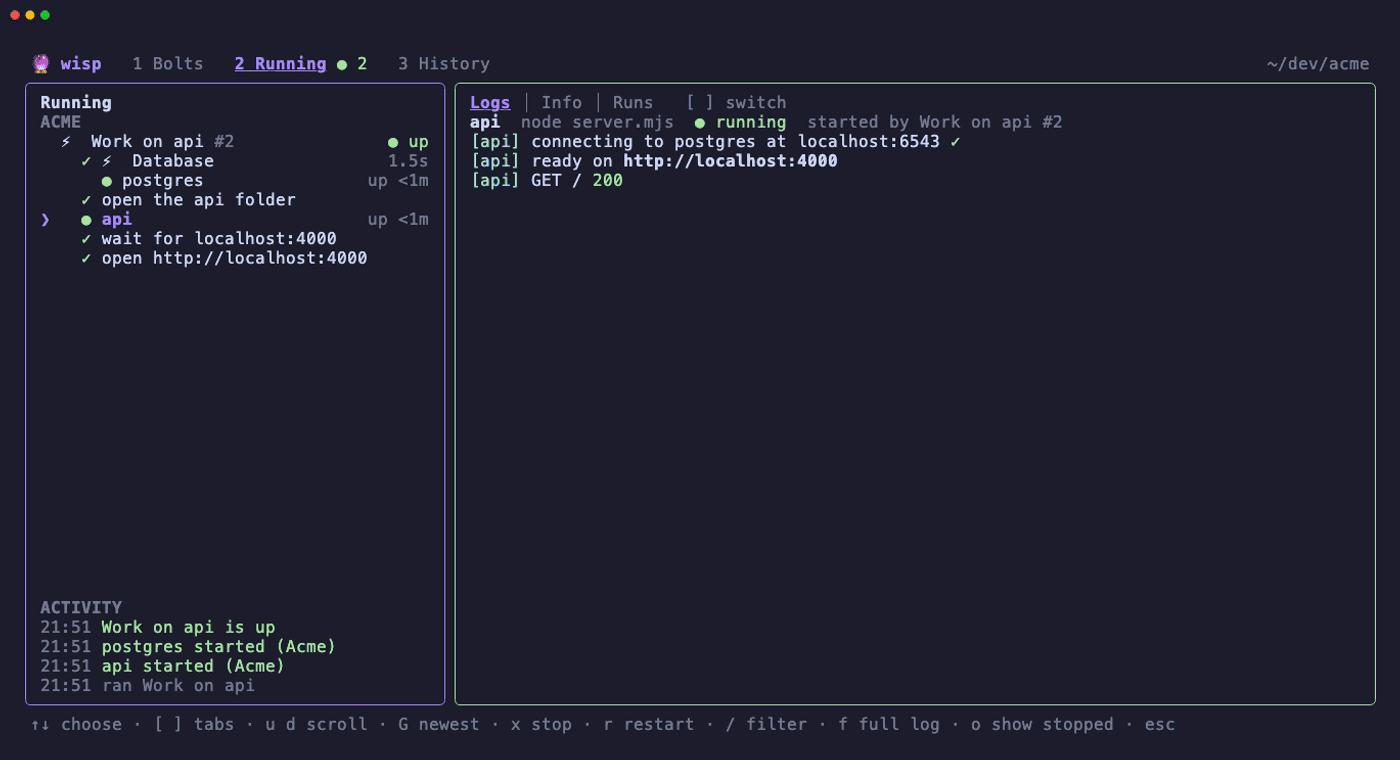 wisp 1 Bolts 2 Running ● 2 3 History ~/dev/acme
Running
ACME
⚡ Work on api #2 ● up
✓ ⚡ Database 1.5s
● postgres up <1m
✓ open the api folder
❯ ● api up <1m
✓ wait for localhost:4000
✓ open http://localhost:4000
ACTIVITY
21:51 Work on api is up
21:51 postgres started (Acme)
21:51 api started (Acme)
21:51 ran Work on api
Logs │ Info │ Runs [ ] switch
api node server.mjs ● running started by Work on api #2
[api] connecting to postgres at localhost:6543 ✓
[api] ready on http://localhost:4000
[api] GET / 200
↑↓ choose · [ ] tabs · u d scroll · G newest · x stop · r restart · / filter · f full log · o show stopped · esc